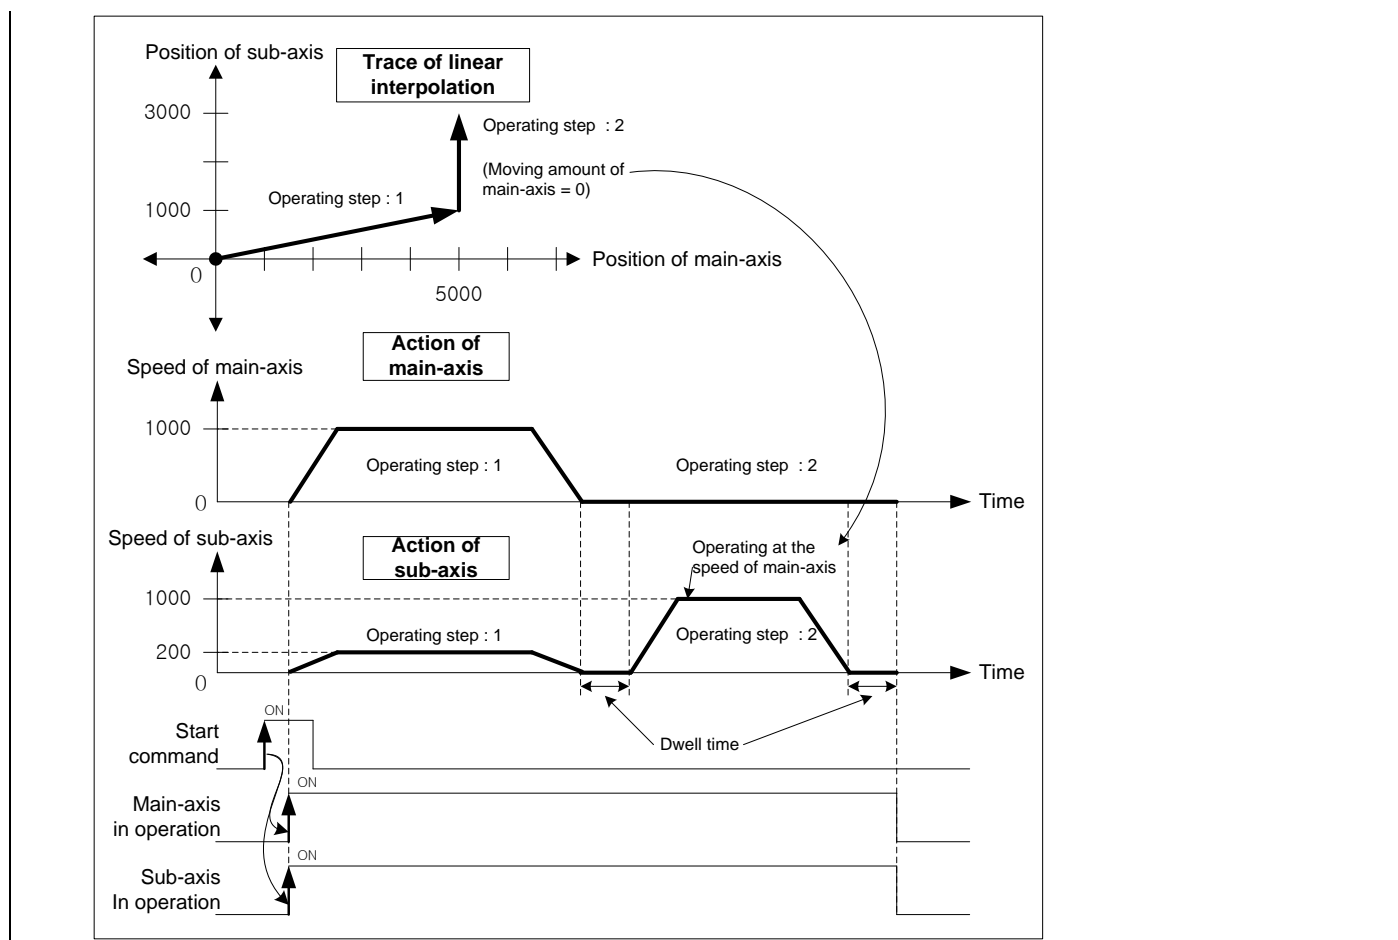 Position of sub-axis
Trace of linear
interpolation
3000
Operating step : 2
(Moving amount of
main-axis = 0)
Operating step : 1
1000
Position of main-axis
0
5000
Action of
main-axis
Speed of main-axis
1000
Operating step : 1
Operating step : 2
0
Time
Speed of sub-axis
Action of
sub-axis
Operating at the
speed of main-axis
1000
Operating step : 1
Operating step : 2
200
0
Time
ON
Start
command
Dwell time
ON
Main-axis
in operation
ON
Sub-axis
In operation